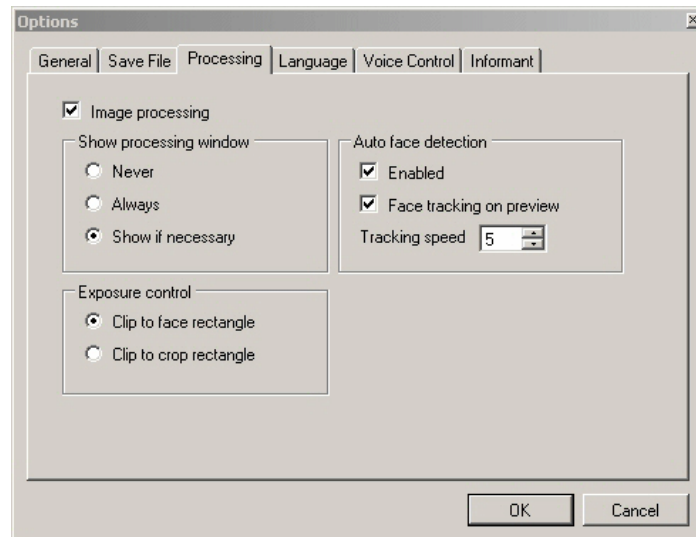 Options
General Save File Processing Language Voice Control Informant
Image processing
Show processing window
Never
Always
Show if necessary
Auto face detection
Enabled
Face tracking on preview
Tracking speed 5
Exposure control
Clip to face rectangle
Clip to crop rectangle
OK Cancel